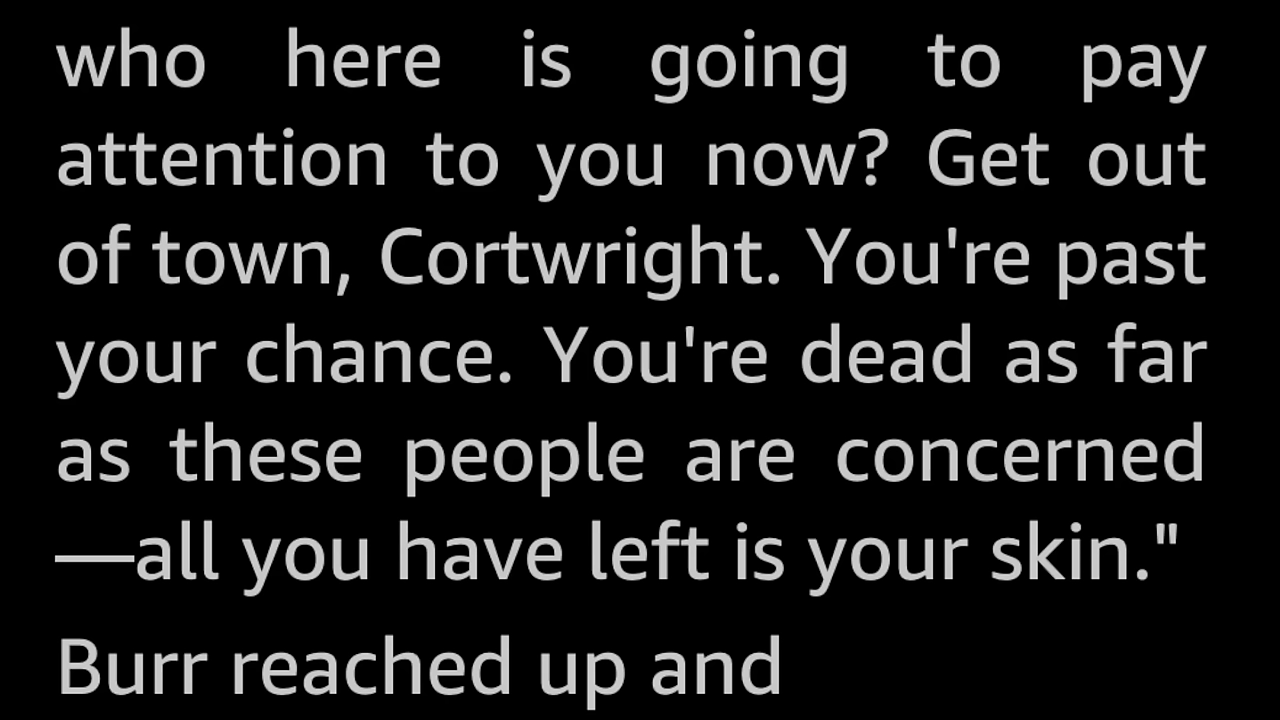 who here is going to pay
attention to you now? Get out
of town, Cortwright. You're past
your chance. You're dead as far
as these people are concerned
—all you have left is your skin."
Burr reached up and